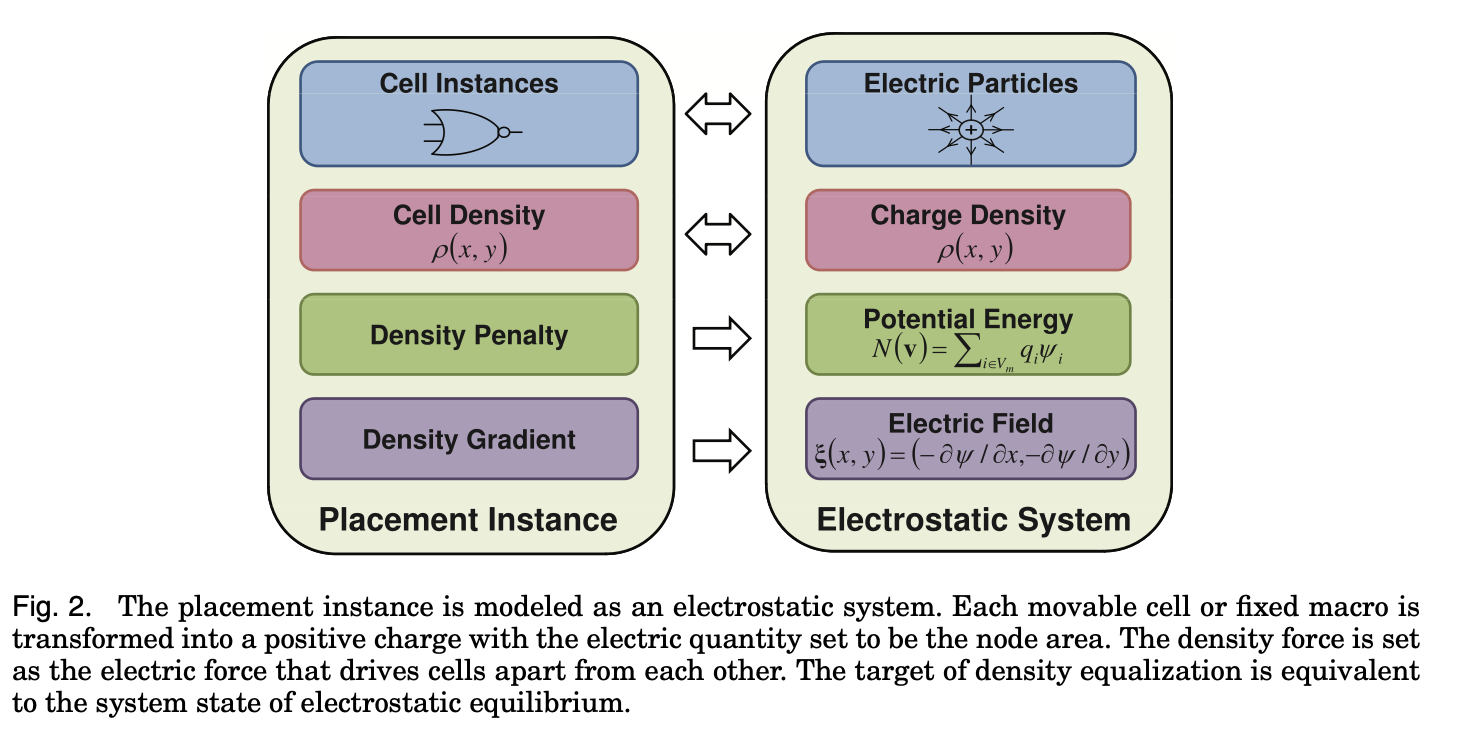 Cell Instances
Electric Particles
+
Cell Density
ρ(x, y)
Charge Density
ρ(x, y)
Density Penalty
Potential Energy
N(v)=∑i∈Vm qiψi
Density Gradient
Electric Field
ξ(x, y)=(−∂ψ/∂x,−∂ψ/∂y)
Placement Instance
Electrostatic System
Fig. 2. The placement instance is modeled as an electrostatic system. Each movable cell or fixed macro is
transformed into a positive charge with the electric quantity set to be the node area. The density force is set
as the electric force that drives cells apart from each other. The target of density equalization is equivalent
to the system state of electrostatic equilibrium.